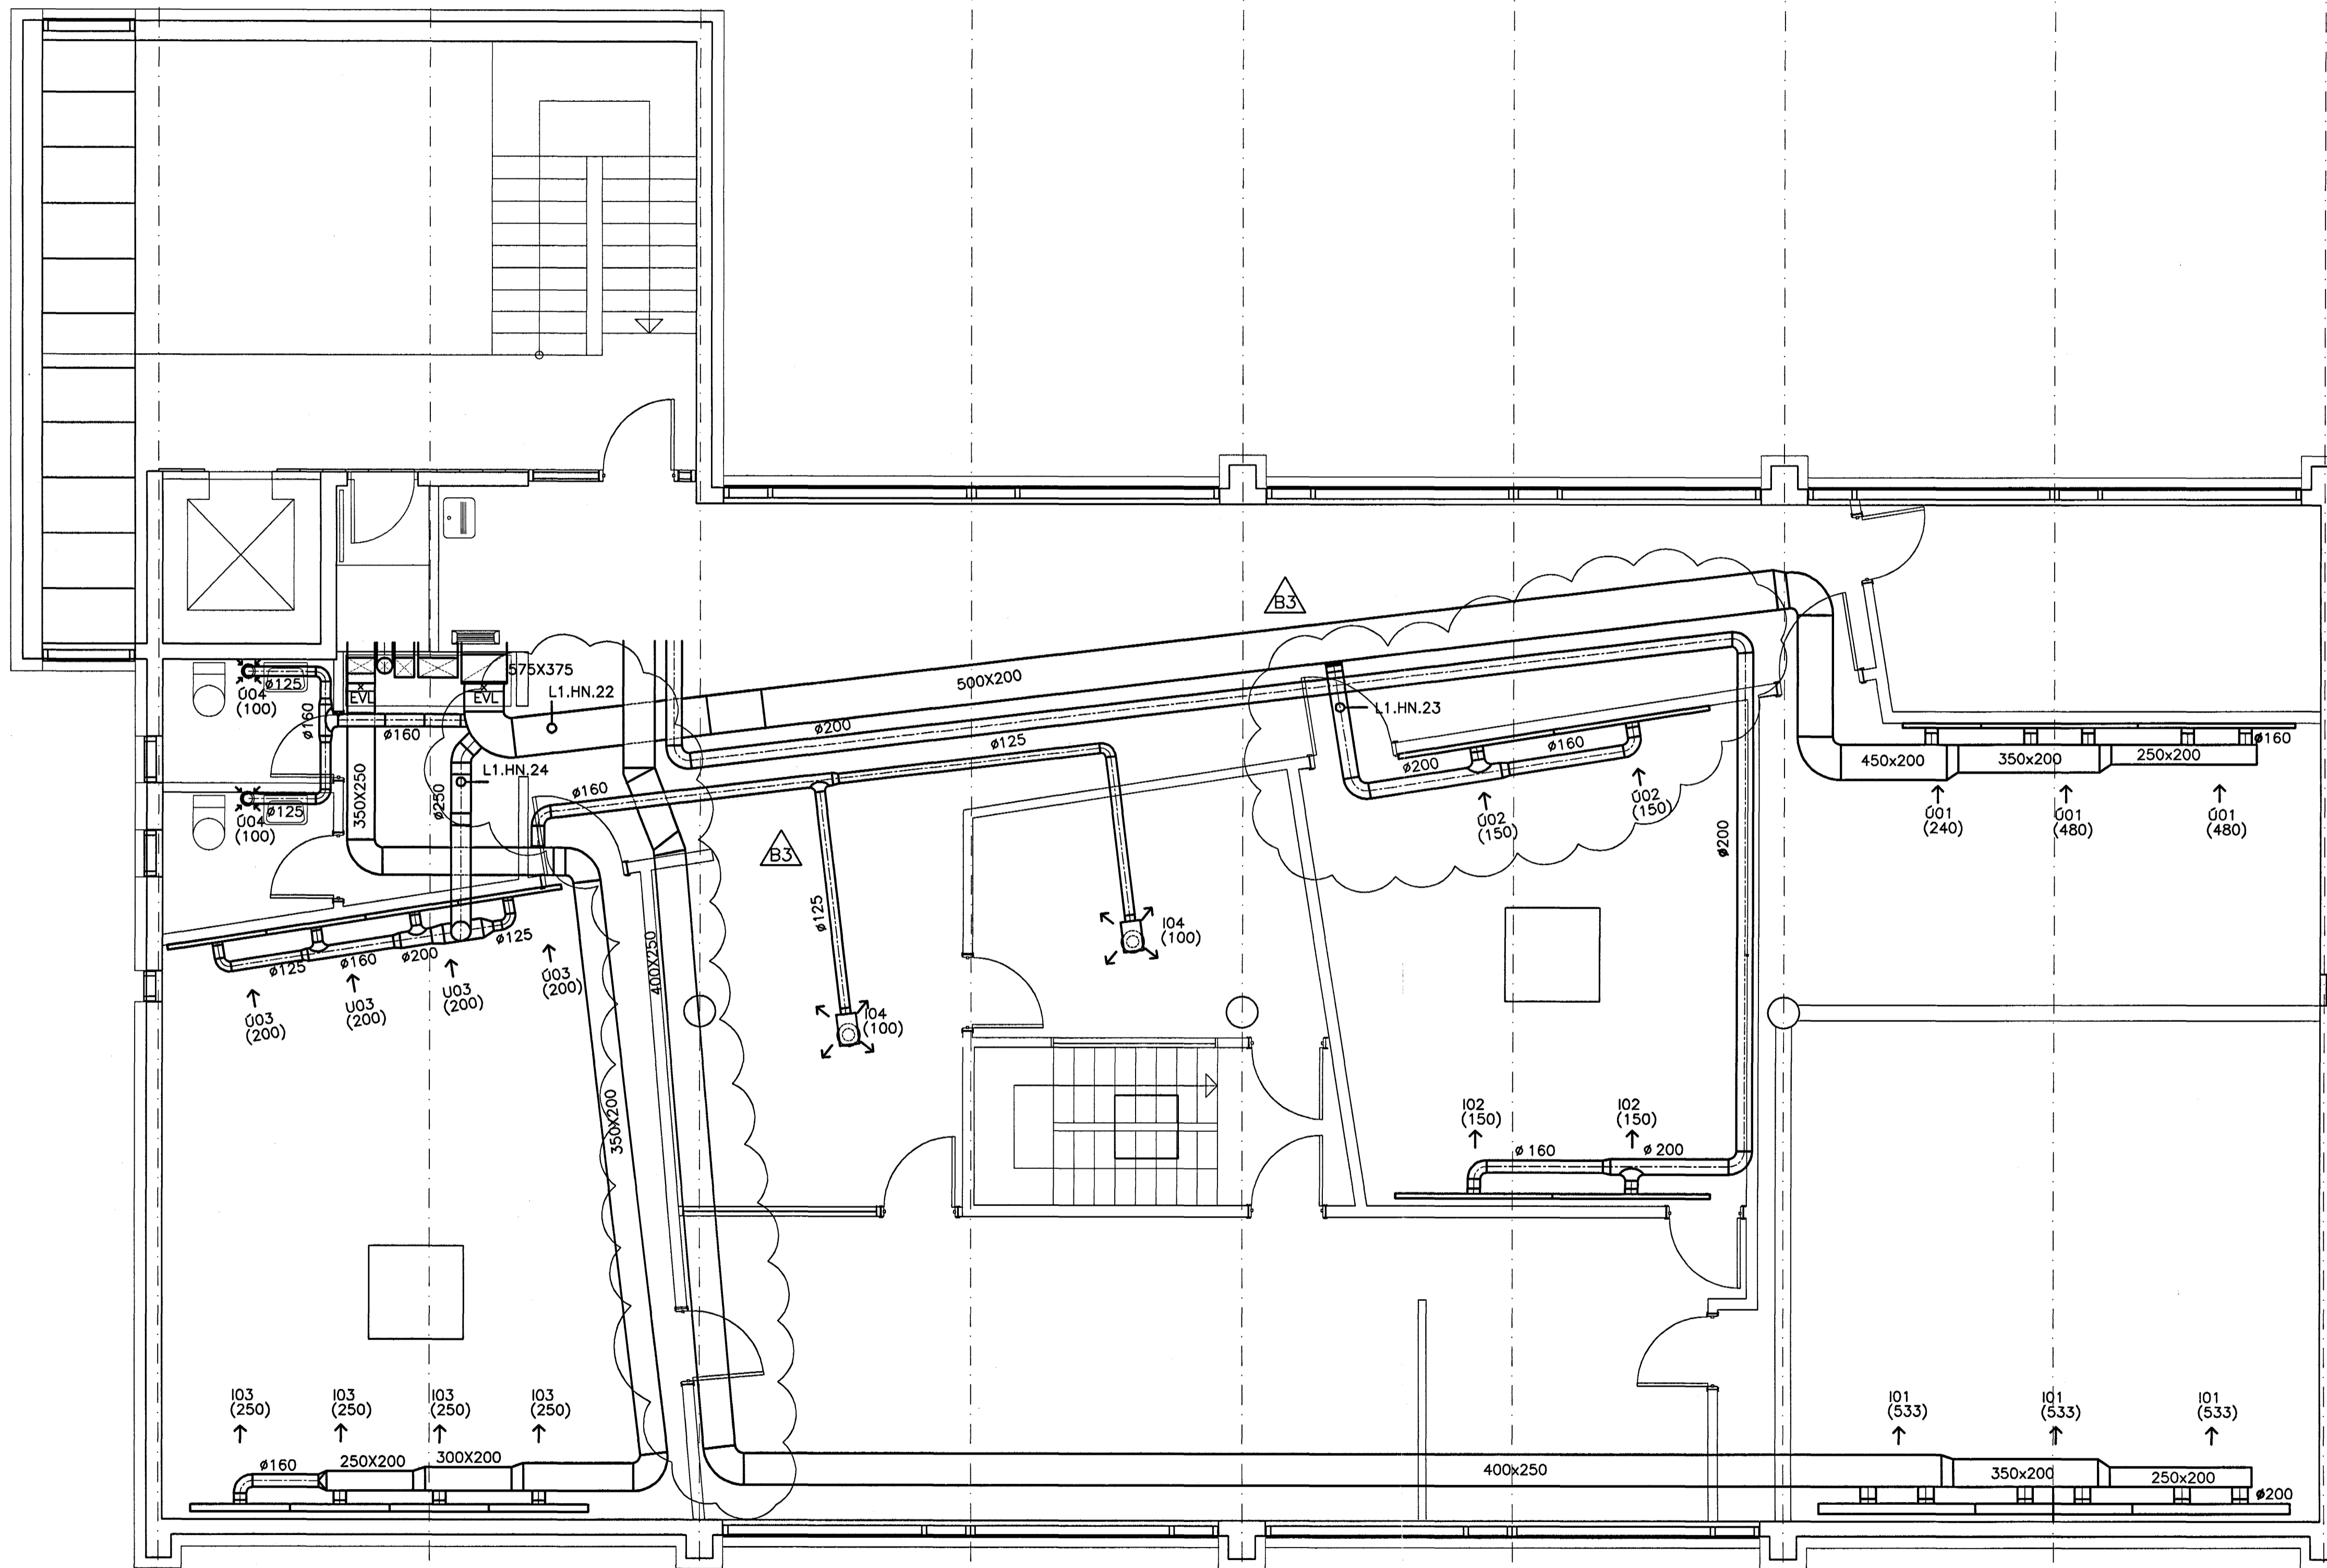 B3
575X375
L1.HN.22
500X200
ø200
L1.HN.23
EVL
EVL
ø125
Ú04
(100)
ø160
ø160
L1.HN.24
350X250
ø250
ø125
Ú04
(100)
ø160
ø125
B3
ø125
ø200
ø160
Ú02
(150)
Ú02
(150)
ø200
450x200
350x200
250x200
ø160
Ú01
(240)
Ú01
(480)
Ú01
(480)
ø125
ø160
ø200
ø125
Ú03
(200)
Ú03
(200)
Ú03
(200)
Ú03
(200)
400X250
350X200
I04
(100)
I04
(100)
I02
(150)
I02
(150)
ø160
ø200
I03
(250)
I03
(250)
I03
(250)
I03
(250)
ø160
250X200
300X200
400x250
I01
(533)
I01
(533)
I01
(533)
350x200
250x200
ø200